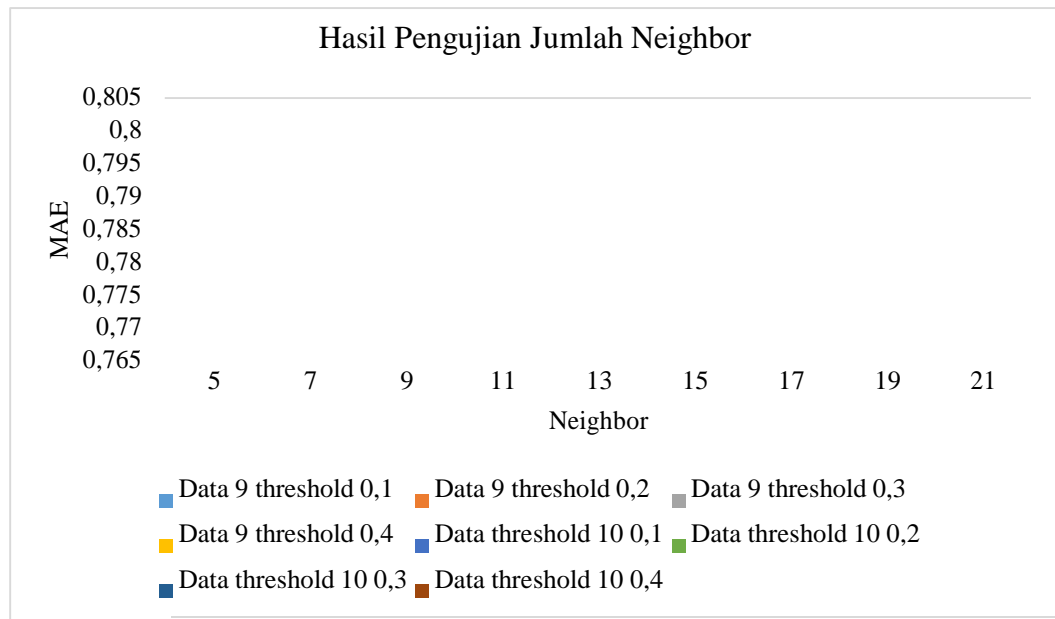 Hasil Pengujian Jumlah Neighbor
0,805
0,8
0,795
0,79
0,785
0,78
0,775
0,77
0,765
MAE
5 7 9 11 13 15 17 19 21
Neighbor
Data 9 threshold 0,1 Data 9 threshold 0,2 Data 9 threshold 0,3
Data 9 threshold 0,4 Data threshold 10 0,1 Data threshold 10 0,2
Data threshold 10 0,3 Data threshold 10 0,4